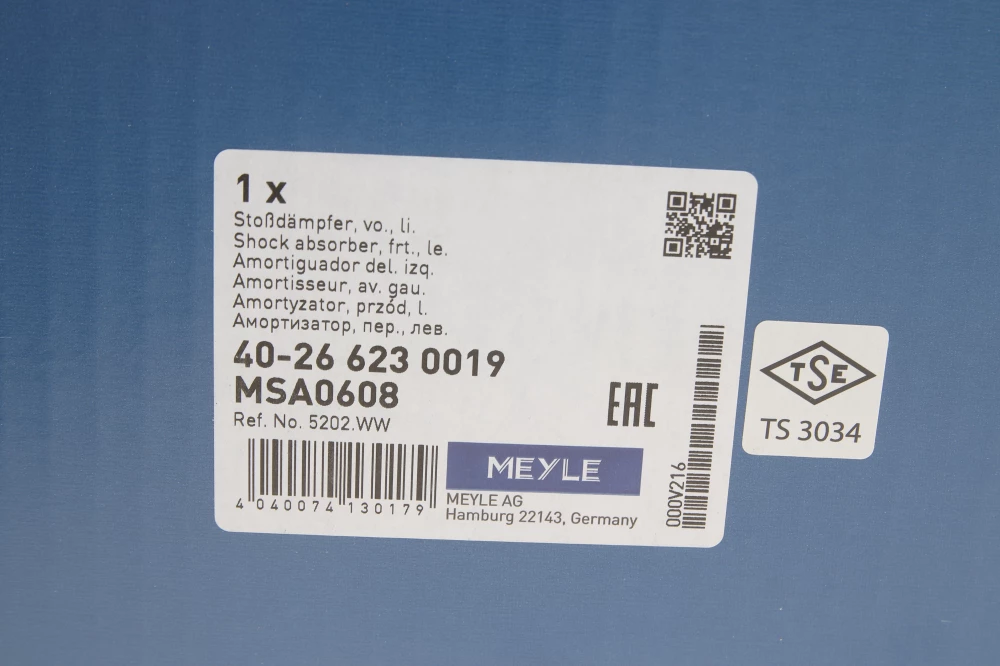 1 x
Stoßdämpfer, vo., li.
Shock absorber, frt., le.
Amortiguador del. izq.
Amortisseur, av. gau.
Amortyzator, przód, l.
Амортизатор, пер., лев.
40-26 623 0019
MSA0608
Ref. No. 5202.WW
EAC
4 040074 130179
MEYLE
MEYLE AG
Hamburg 22143, Germany
000V216
TSE
TS 3034